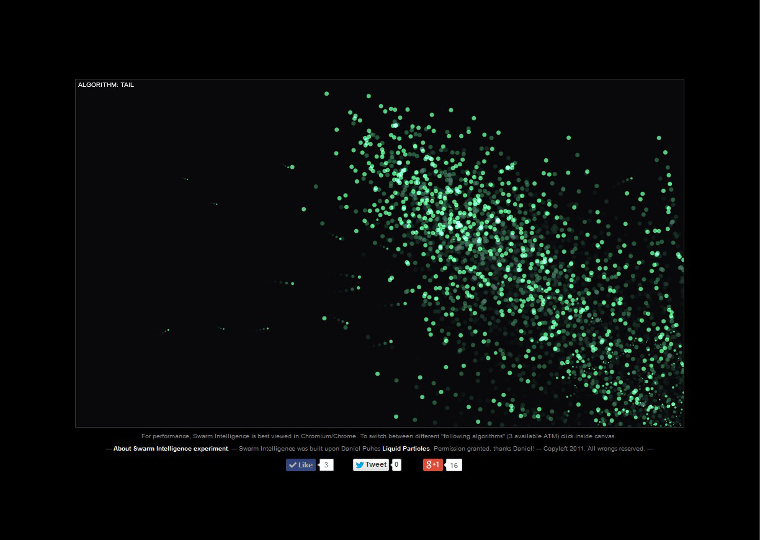 ALGORITHM: TAIL
For performance, Swarm Intelligence is best viewed in Chromium/Chrome. To switch between different "following algorithms" (3 available ATM) click inside canvas.
— About Swarm Intelligence experiment. — Swarm Intelligence was built upon Daniel Puhes Liquid Particles. Permission granted, thanks Daniel! — Copyleft 2011. All wrongs reserved. —
Like 3 Tweet 0 g+1 16